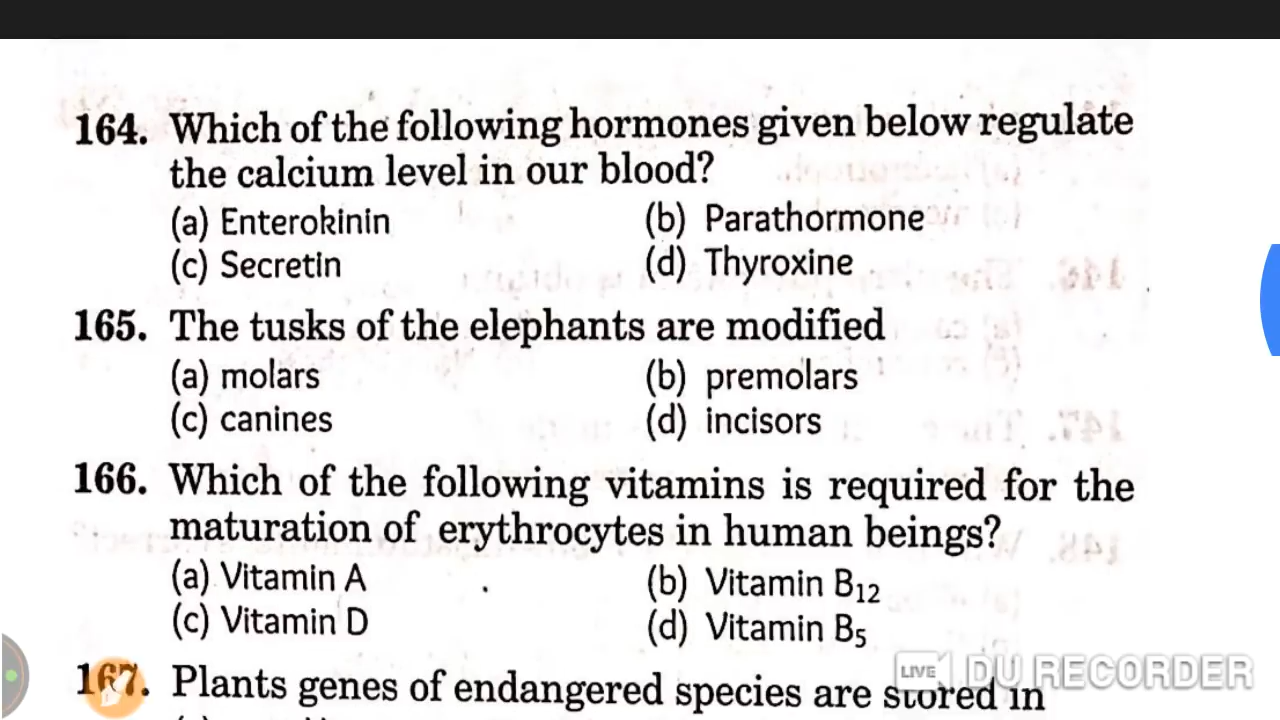 164. Which of the following hormones given below regulate
the calcium level in our blood?
(a) Enterokinin (b) Parathormone
(c) Secretin (d) Thyroxine
165. The tusks of the elephants are modified
(a) molars (b) premolars
(c) canines (d) incisors
166. Which of the following vitamins is required for the
maturation of erythrocytes in human beings?
(a) Vitamin A (b) Vitamin B12
(c) Vitamin D (d) Vitamin B5
167. Plants genes of endangered species are stored in
LIVE DU RECORDER